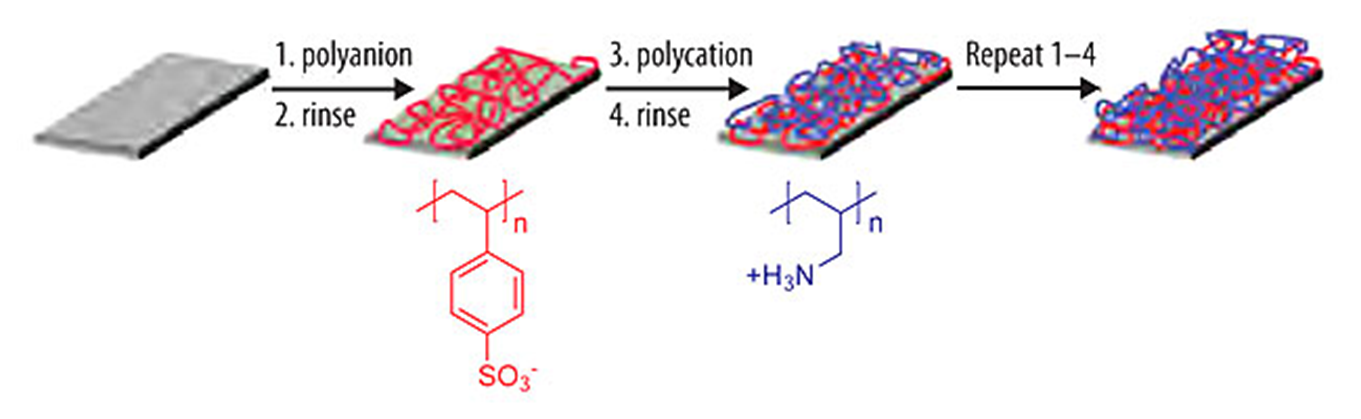 1. polyanion
2. rinse
3. polycation
4. rinse
Repeat 1–4
n
SO3-
n
+H3N